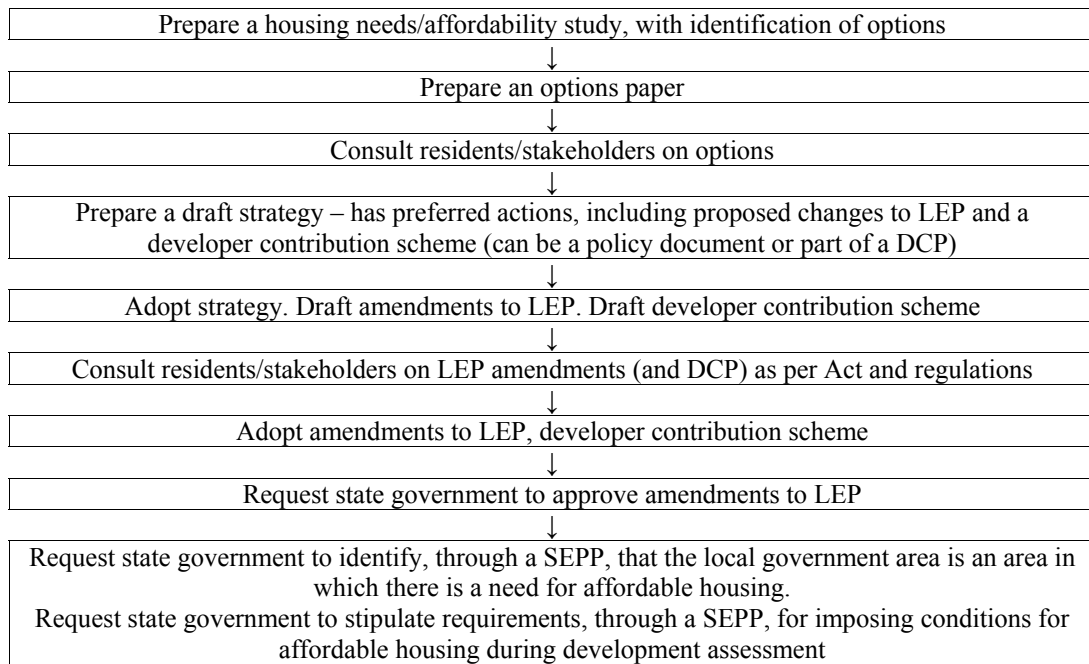 Prepare a housing needs/affordability study, with identification of options
↓
Prepare an options paper
↓
Consult residents/stakeholders on options
↓
Prepare a draft strategy – has preferred actions, including proposed changes to LEP and a
developer contribution scheme (can be a policy document or part of a DCP)
↓
Adopt strategy. Draft amendments to LEP. Draft developer contribution scheme
↓
Consult residents/stakeholders on LEP amendments (and DCP) as per Act and regulations
↓
Adopt amendments to LEP, developer contribution scheme
↓
Request state government to approve amendments to LEP
↓
Request state government to identify, through a SEPP, that the local government area is an area in
which there is a need for affordable housing.
Request state government to stipulate requirements, through a SEPP, for imposing conditions for
affordable housing during development assessment